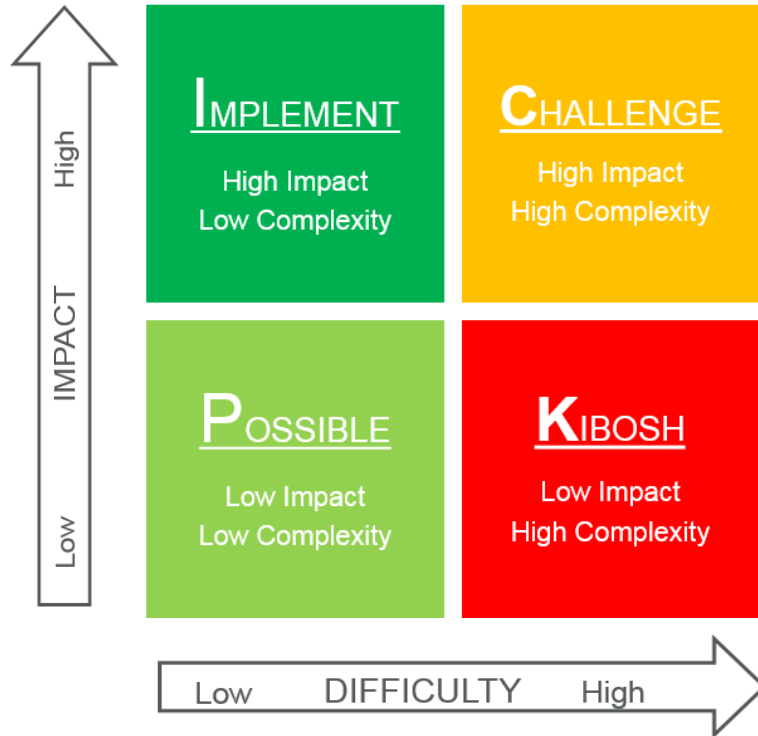 IMPLEMENT
High Impact
Low Complexity
CHALLENGE
High Impact
High Complexity
POSSIBLE
Low Impact
Low Complexity
KIBOSH
Low Impact
High Complexity
High
IMPACT
Low
Low DIFFICULTY High